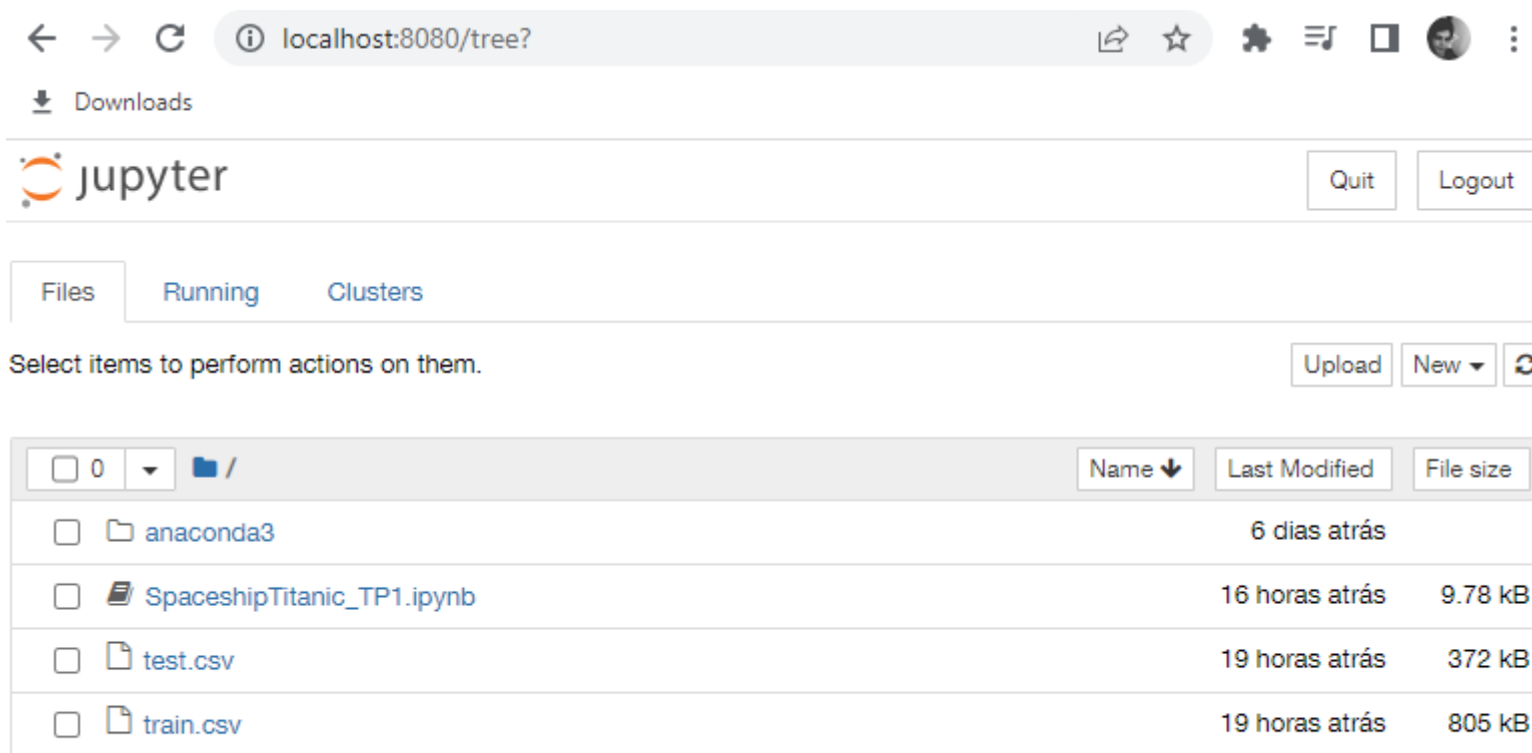 localhost:8080/tree?
Downloads
jupyter
Quit Logout
Files Running Clusters
Select items to perform actions on them.
Upload New
0 / Name Last Modified File size
anaconda3 6 dias atrás
SpaceshipTitanic_TP1.ipynb 16 horas atrás 9.78 kB
test.csv 19 horas atrás 372 kB
train.csv 19 horas atrás 805 kB